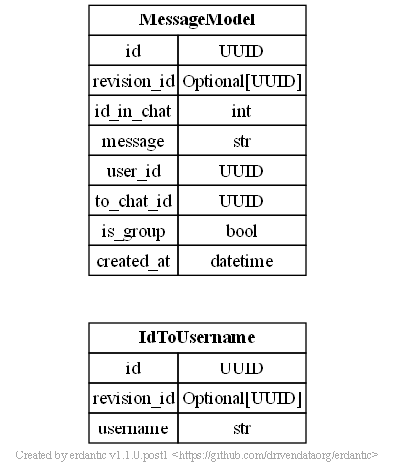 MessageModel
id UUID
revision_id Optional[UUID]
id_in_chat int
message str
user_id UUID
to_chat_id UUID
is_group bool
created_at datetime
IdToUsername
id UUID
revision_id Optional[UUID]
username str
Created by erdantic v1.1.0.post1 <https://github.com/drivendataorg/erdantic>